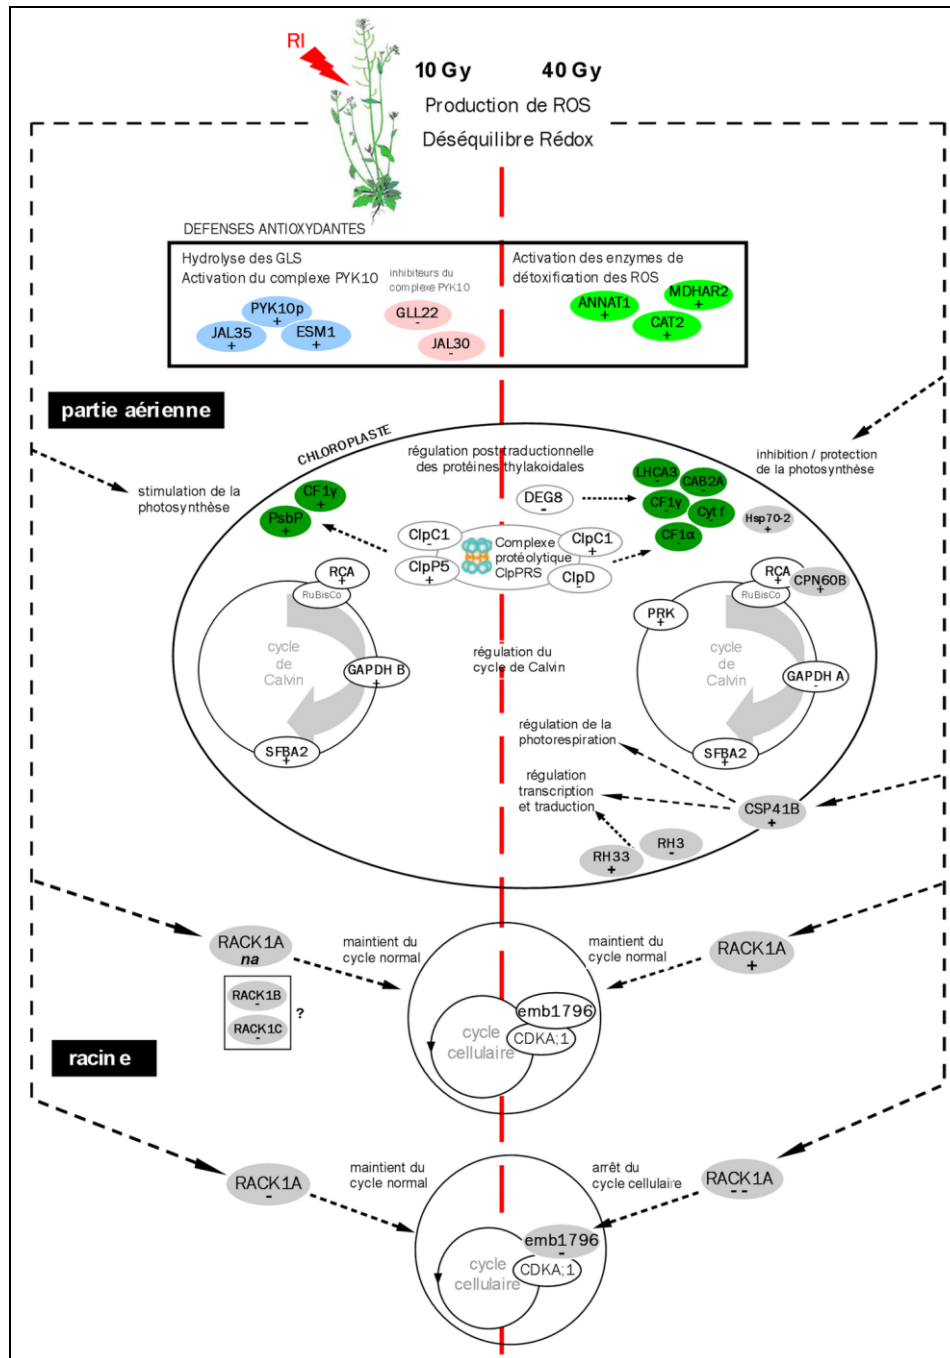 RI
10 Gy
40 Gy
Production de ROS
Déséquilibre Rédox
DEFENSES ANTIOXYDANTES
Hydrolyse des GLS
Activation du complexe PYK10
inhibiteurs du
complexe PYK10
PYK10p
+
JAL35
+
ESM1
+
GLL22
-
JAL30
-
Activation des enzymes de
détoxification des ROS
ANNAT1
+
MDHAR2
+
CAT2
+
partie aérienne
CHLOROPLASTE
régulation post-traductionnelle
des protéines thylakoidales
inhibition / protection
de la photosynthèse
stimulation de la
photosynthèse
CF1γ
+
PsbP
+
DEG8
-
LHCA3
-
CAB2A
-
CF1γ
-
Cyt f
-
CF1α
-
Hsp70-2
+
ClpC1
-
ClpP5
+
Complexe
protéolytique
ClpPRS
ClpC1
+
ClpD
-
RCA
+
RuBisCo
cycle
de
Calvin
GAPDH B
+
SFBA2
+
régulation du
cycle de Calvin
RCA
+
RuBisCo
CPN60B
+
PRK
+
cycle
de
Calvin
GAPDH A
-
SFBA2
+
régulation de la
photorespiration
régulation
transcription
et traduction
CSP41B
+
RH33
+
RH3
-
RACK1A
na
maintient du
cycle normal
maintient du
cycle normal
RACK1A
+
RACK1B
-
RACK1C
-
?
emb1796
CDKA;1
cycle
cellulaire
racine
RACK1A
-
maintient du
cycle normal
arrêt du
cycle cellulaire
RACK1A
--
emb1796
-
CDKA;1
cycle
cellulaire